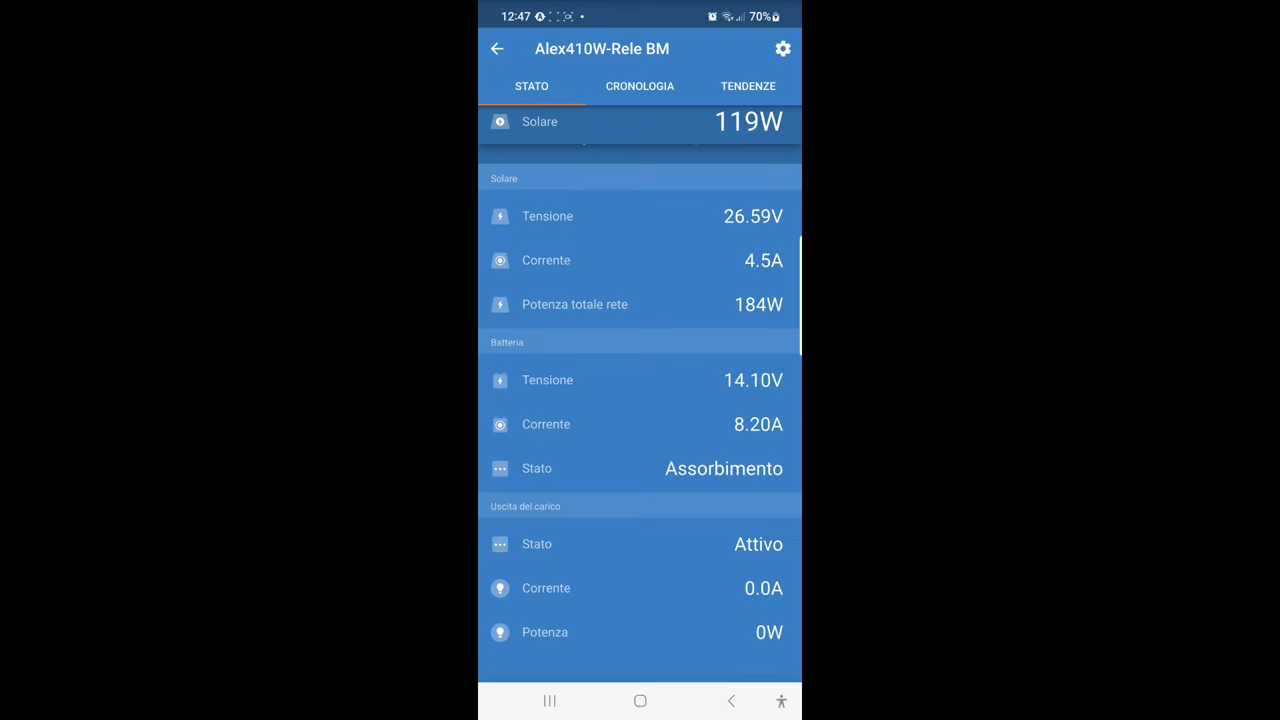 12:47
70%
Alex410W-Rele BM
STATO CRONOLOGIA TENDENZE
Solare 119W
Solare
Tensione 26.59V
Corrente 4.5A
Potenza totale rete 184W
Batteria
Tensione 14.10V
Corrente 8.20A
Stato Assorbimento
Uscita del carico
Stato Attivo
Corrente 0.0A
Potenza 0W